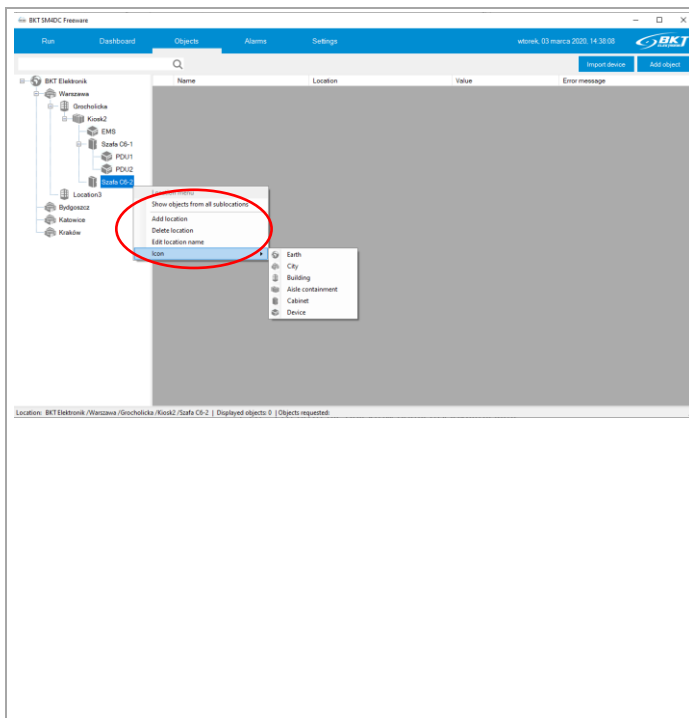 BKT SM4DC Freeware
Run Dashboard Objects Alarms Settings wtorek, 03 marca 2020, 14:38:08 BKT
Import device Add object
Name Location Value Error message
BKT Elektronik
Warszawa
Grocholicka
Kiosk2
EMS
Szafa C6-1
PDU1
PDU2
Szafa C6-2
Location3
Bydgoszcz
Katowice
Kraków
Location menu
Show objects from all sublocations
Add location
Delete location
Edit location name
Icon
Earth
City
Building
Aisle containment
Cabinet
Device
Location: BKT Elektronik /Warszawa /Grocholicka /Kiosk2 /Szafa C6-2 | Displayed objects: 0 | Objects requested: